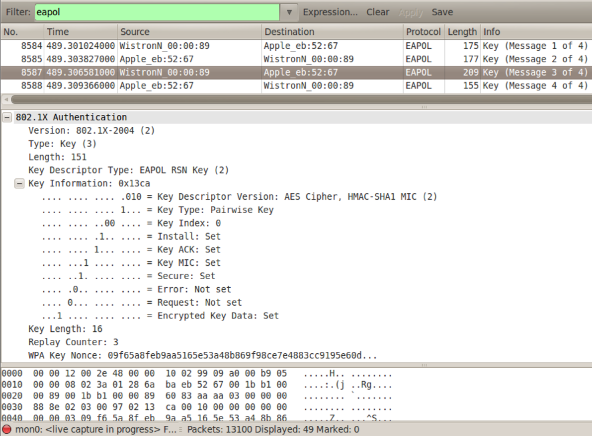 Filter: eapol Expression... Clear Apply Save
No. Time Source Destination Protocol Length Info
8584 489.301024000 WistronN_00:00:89 Apple_eb:52:67 EAPOL 175 Key (Message 1 of 4)
8585 489.303827000 Apple_eb:52:67 WistronN_00:00:89 EAPOL 177 Key (Message 2 of 4)
8587 489.306581000 WistronN_00:00:89 Apple_eb:52:67 EAPOL 209 Key (Message 3 of 4)
8588 489.309366000 Apple_eb:52:67 WistronN_00:00:89 EAPOL 155 Key (Message 4 of 4)
802.1X Authentication
Version: 802.1X-2004 (2)
Type: Key (3)
Length: 151
Key Descriptor Type: EAPOL RSN Key (2)
Key Information: 0x13ca
.... .... .... .010 = Key Descriptor Version: AES Cipher, HMAC-SHA1 MIC (2)
.... .... .... 1... = Key Type: Pairwise Key
.... .... ..00 .... = Key Index: 0
.... .... .1.. .... = Install: Set
.... .... 1... .... = Key ACK: Set
.... ...1 .... .... = Key MIC: Set
.... ..1. .... .... = Secure: Set
.... .0.. .... .... = Error: Not set
.... 0... .... .... = Request: Not set
...1 .... .... .... = Encrypted Key Data: Set
Key Length: 16
Replay Counter: 3
WPA Key Nonce: 09f65a8feb9aa5165e53a48b869f98ce7e4883cc9195e60d...
0000 00 00 12 00 2e 48 00 00 10 02 99 09 a0 00 b9 05 .....H.. ........
0010 00 00 08 02 3a 01 28 6a ba eb 52 67 00 1b b1 00 ....:.(j ..Rg....
0020 00 89 00 1b b1 00 00 89 60 83 aa aa 03 00 00 00 ........ `.......
0030 88 8e 02 03 00 97 02 13 ca 00 10 00 00 00 00 00 ........ ........
0040 00 00 03 09 f6 5a 8f eb 9a a5 16 5e 53 a4 8b 86 .....Z.. ...^S...
mon0: <live capture in progress> F... Packets: 13100 Displayed: 49 Marked: 0